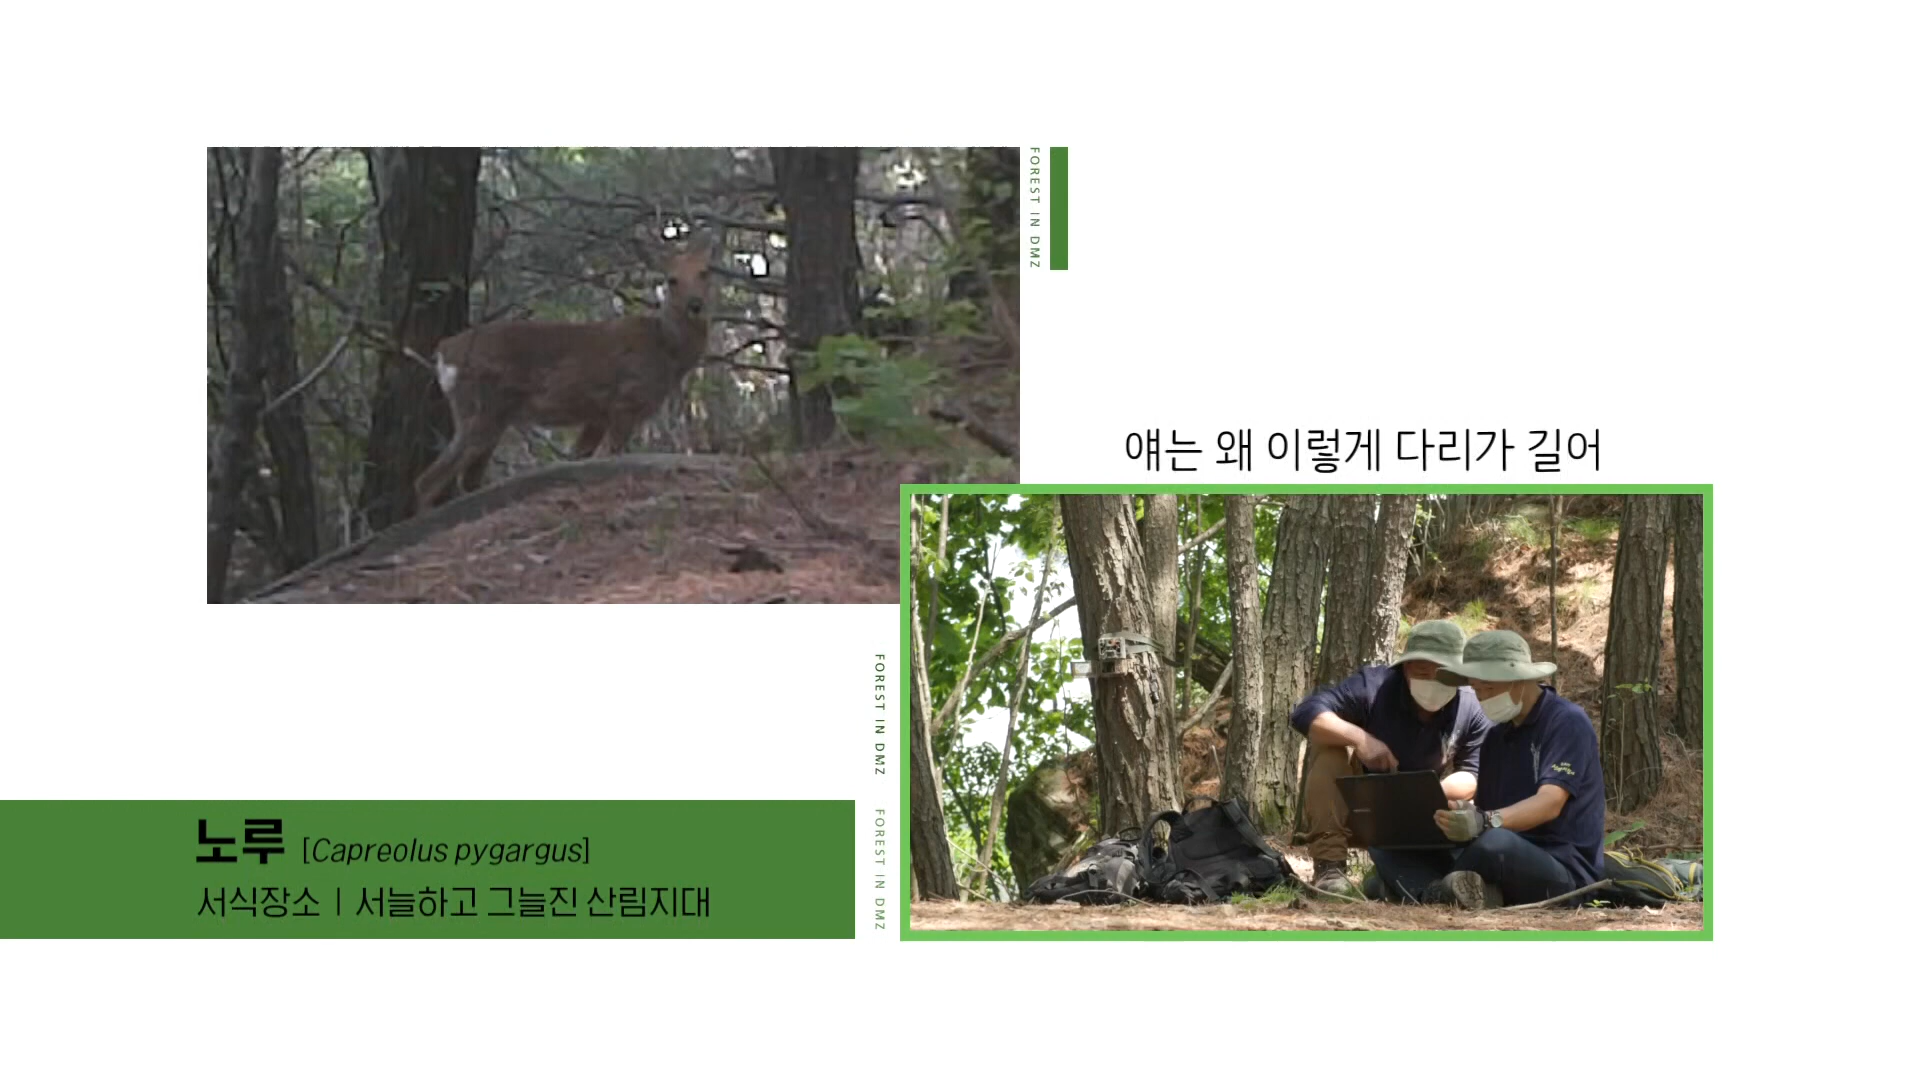 FOREST IN DMZ
얘는 왜 이렇게 다리가 길어
FOREST IN DMZ
FOREST IN DMZ
노루 [Capreolus pygargus]
서식장소 | 서늘하고 그늘진 산림지대